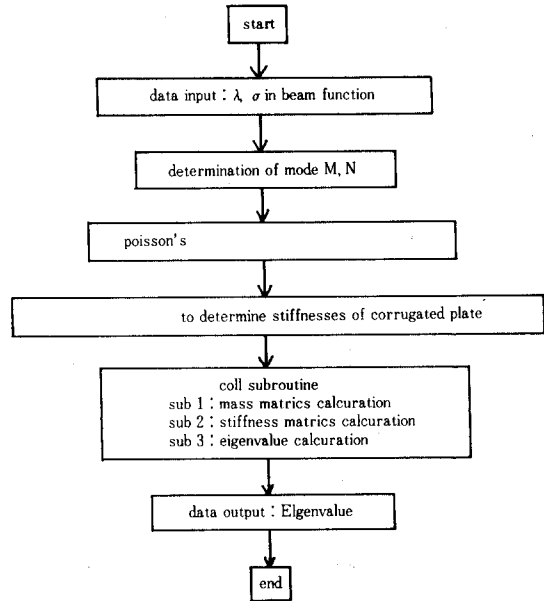 start
data input : λ, σ in beam function
determination of mode M, N
poisson's
to determine stiffnesses of corrugated plate
coll subroutine
sub 1 : mass matrics calcuration
sub 2 : stiffness matrics calcuration
sub 3 : eigenvalue calcuration
data output : Elgenvalue
end